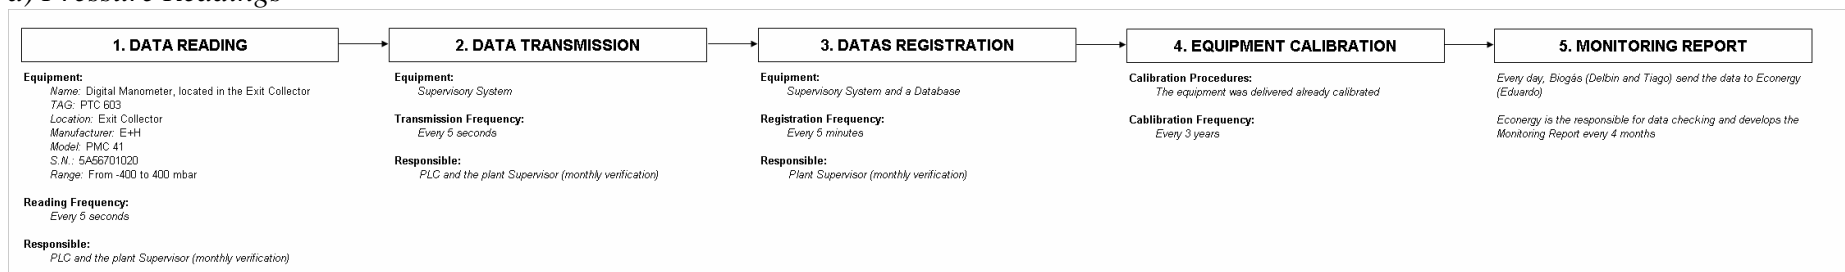 1. DATA READING
Equipment:
Name: Digital Manometer, located in the Exit Collector
TAG: PTC 603
Location: Exit Collector
Manufacturer: E+H
Model: PMC 41
S.N.: 5A56701020
Range: From -400 to 400 mbar
Reading Frequency:
Every 5 seconds
Responsible:
PLC and the plant Supervisor (monthly verification)
2. DATA TRANSMISSION
Equipment:
Supervisory System
Transmission Frequency:
Every 5 seconds
Responsible:
PLC and the plant Supervisor (monthly verification)
3. DATAS REGISTRATION
Equipment:
Supervisory System and a Database
Registration Frequency:
Every 5 minutes
Responsible:
Plant Supervisor (monthly verification)
4. EQUIPMENT CALIBRATION
Calibration Procedures:
The equipment was delivered already calibrated
Cablibration Frequency:
Every 3 years
5. MONITORING REPORT
Every day, Biogás (Delbin and Tiago) send the data to Econergy
(Eduardo)
Econergy is the responsible for data checking and develops the
Monitoring Report every 4 months